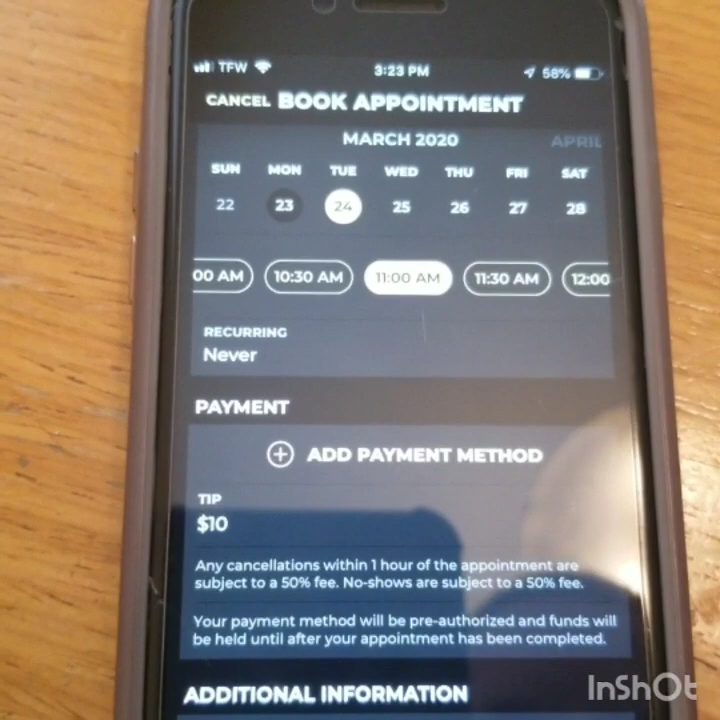 TFW 3:23 PM 58%
CANCEL BOOK APPOINTMENT
MARCH 2020 APRIL
SUN MON TUE WED THU FRI SAT
22 23 24 25 26 27 28
00 AM 10:30 AM 11:00 AM 11:30 AM 12:00
RECURRING
Never
PAYMENT
ADD PAYMENT METHOD
TIP
$10
Any cancellations within 1 hour of the appointment are
subject to a 50% fee. No-shows are subject to a 50% fee.
Your payment method will be pre-authorized and funds will
be held until after your appointment has been completed.
ADDITIONAL INFORMATION
InShOt